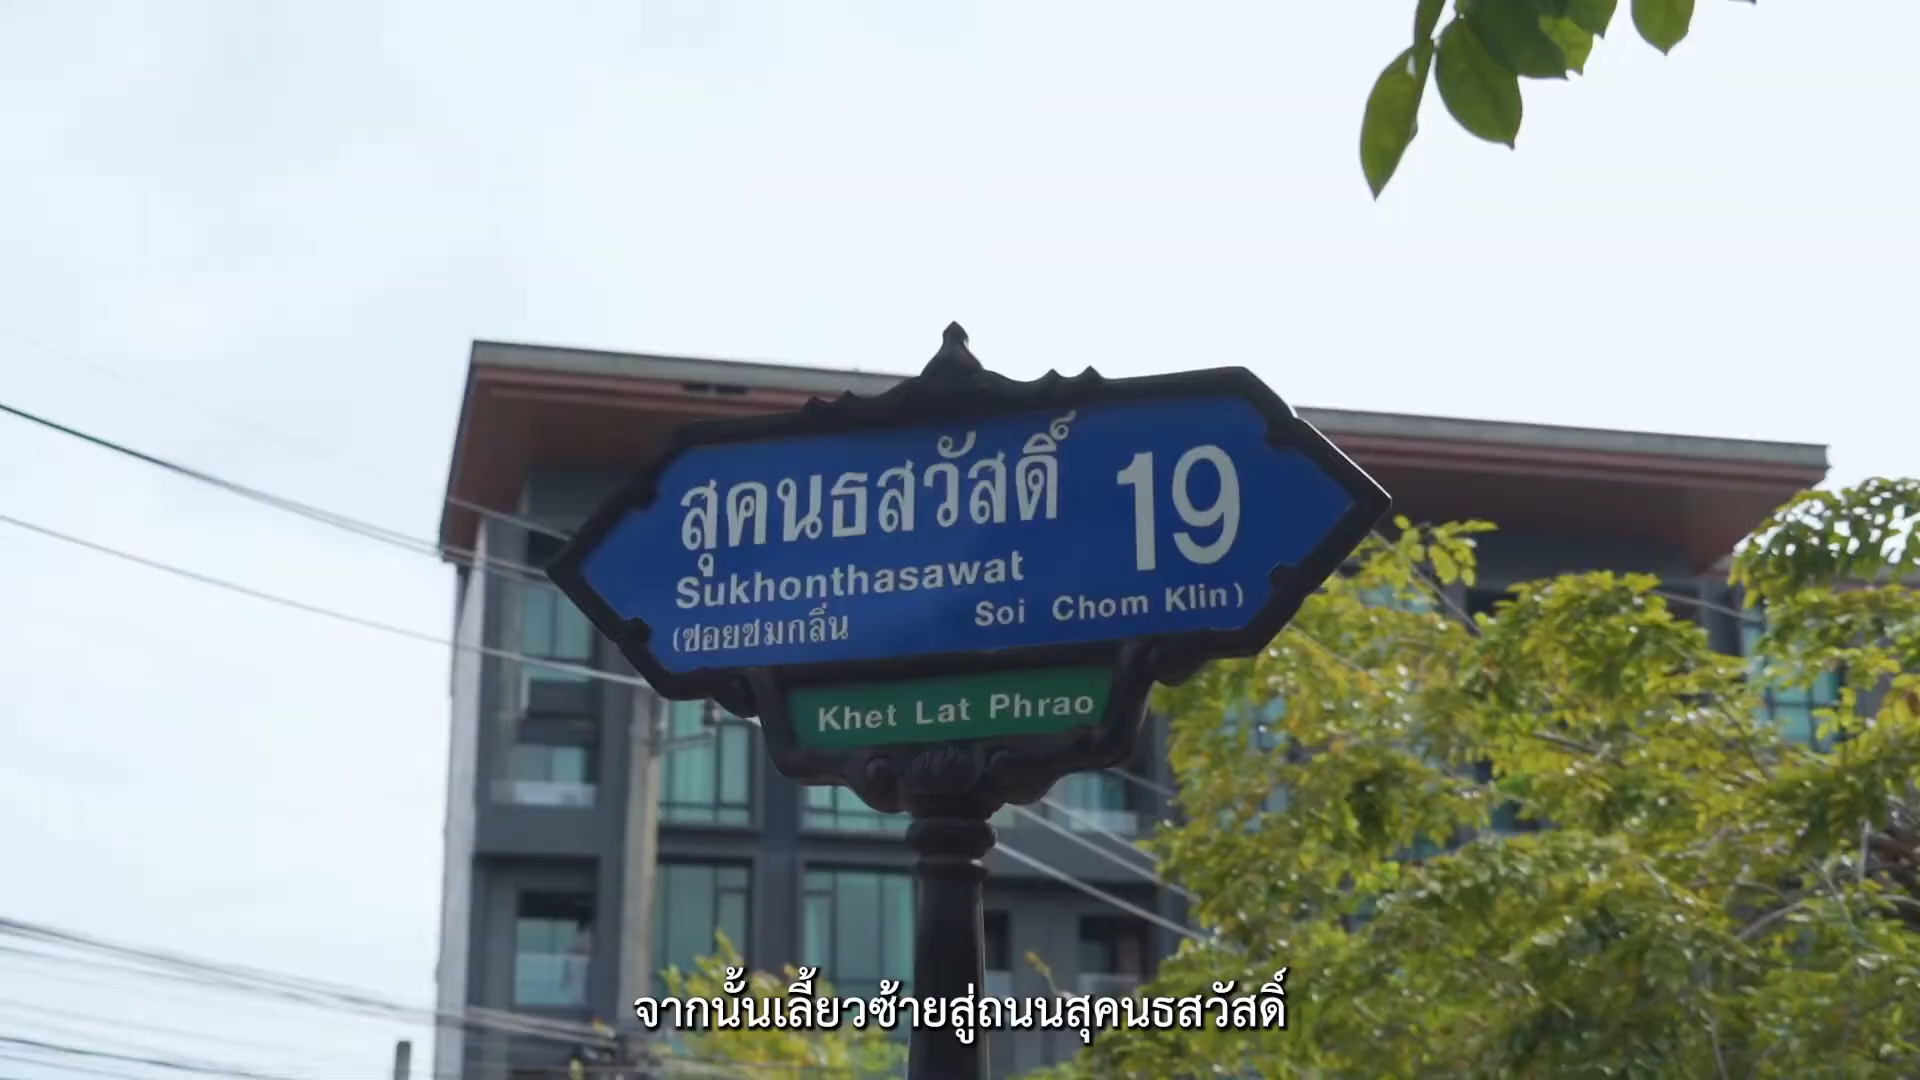 สุคนธสวัสดิ์ 19
Sukhonthasawat
(ซอยชมกลิ่น Soi Chom Klin)
Khet Lat Phrao
จากนั้นเลี้ยวซ้ายสู่ถนนสุคนธสวัสดิ์